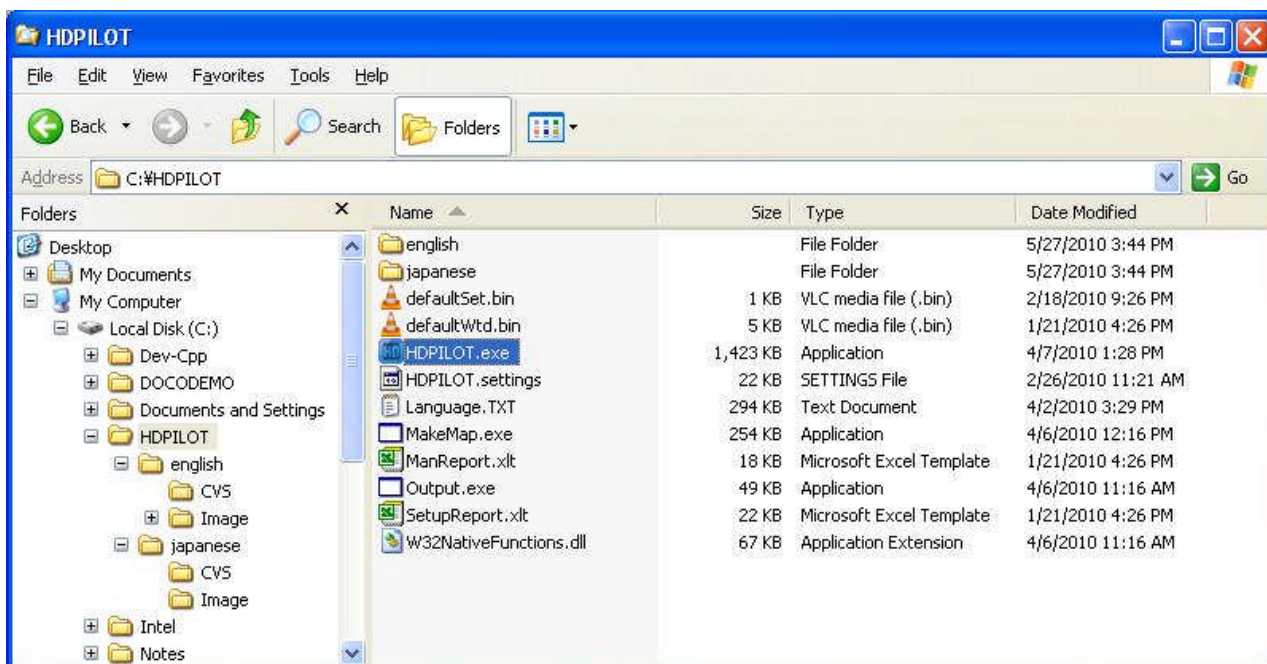 HDPILOT
File Edit View Favorites Tools Help
Back Search Folders
Address C:¥HDPILOT Go
Folders Name Size Type Date Modified
Desktop
My Documents
My Computer
Local Disk (C:)
Dev-Cpp
DOCODEMO
Documents and Settings
HDPILOT
english
CVS
Image
japanese
CVS
Image
Intel
Notes
english File Folder 5/27/2010 3:44 PM
japanese File Folder 5/27/2010 3:44 PM
defaultSet.bin 1 KB VLC media file (.bin) 2/18/2010 9:26 PM
defaultWtd.bin 5 KB VLC media file (.bin) 1/21/2010 4:26 PM
HDPILOT.exe 1,423 KB Application 4/7/2010 1:28 PM
HDPILOT.settings 22 KB SETTINGS File 2/26/2010 11:21 AM
Language.TXT 294 KB Text Document 4/2/2010 3:29 PM
MakeMap.exe 254 KB Application 4/6/2010 12:16 PM
ManReport.xlt 18 KB Microsoft Excel Template 1/21/2010 4:26 PM
Output.exe 49 KB Application 4/6/2010 11:16 AM
SetupReport.xlt 22 KB Microsoft Excel Template 1/21/2010 4:26 PM
W32NativeFunctions.dll 67 KB Application Extension 4/6/2010 11:16 AM